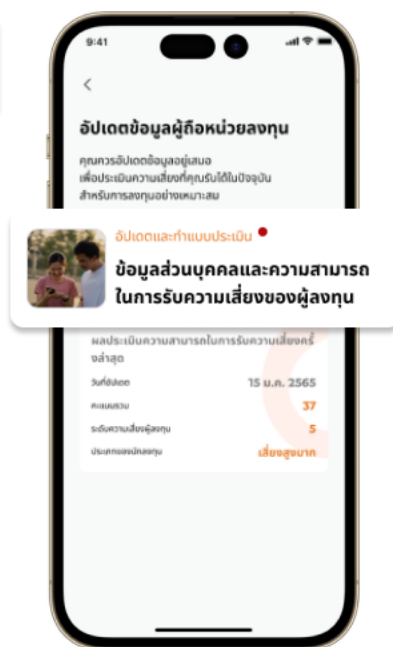 9:41
อัปเดตข้อมูลผู้ถือหน่วยลงทุน
คุณควรอัปเดตข้อมูลอยู่เสมอ
เพื่อประเมินความเสี่ยงที่คุณรับได้ในปัจจุบัน
สำหรับการลงทุนอย่างเหมาะสม
อัปเดตและทำแบบประเมิน
ข้อมูลส่วนบุคคลและความสามารถ
ในการรับความเสี่ยงของผู้ลงทุน
ผลประเมินความสามารถในการรับความเสี่ยงครั้
งล่าสุด
วันที่อัปเดต 15 ม.ค. 2565
คะแนนรวม 37
ระดับความเสี่ยงผู้ลงทุน 5
ประเภทของนักลงทุน เสี่ยงสูงมาก